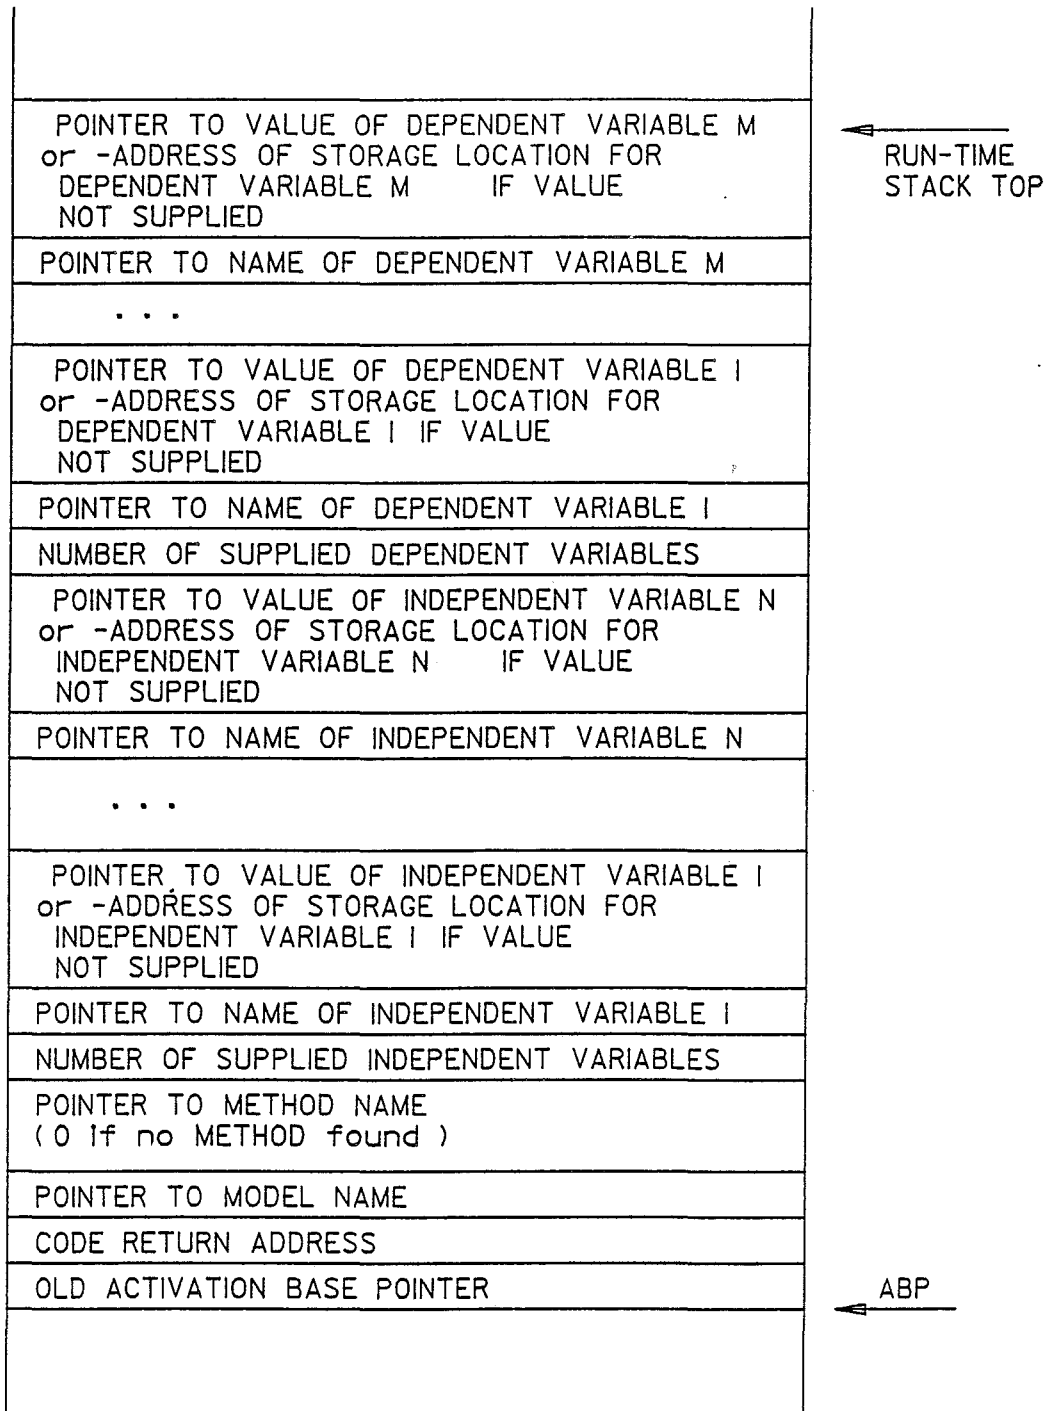 POINTER TO VALUE OF DEPENDENT VARIABLE M
or -ADDRESS OF STORAGE LOCATION FOR
DEPENDENT VARIABLE M IF VALUE
NOT SUPPLIED
RUN-TIME
STACK TOP
POINTER TO NAME OF DEPENDENT VARIABLE M
...
POINTER TO VALUE OF DEPENDENT VARIABLE I
or -ADDRESS OF STORAGE LOCATION FOR
DEPENDENT VARIABLE I IF VALUE
NOT SUPPLIED
POINTER TO NAME OF DEPENDENT VARIABLE I
NUMBER OF SUPPLIED DEPENDENT VARIABLES
POINTER TO VALUE OF INDEPENDENT VARIABLE N
or -ADDRESS OF STORAGE LOCATION FOR
INDEPENDENT VARIABLE N IF VALUE
NOT SUPPLIED
POINTER TO NAME OF INDEPENDENT VARIABLE N
...
POINTER TO VALUE OF INDEPENDENT VARIABLE I
or -ADDRESS OF STORAGE LOCATION FOR
INDEPENDENT VARIABLE I IF VALUE
NOT SUPPLIED
POINTER TO NAME OF INDEPENDENT VARIABLE I
NUMBER OF SUPPLIED INDEPENDENT VARIABLES
POINTER TO METHOD NAME
( 0 if no METHOD found )
POINTER TO MODEL NAME
CODE RETURN ADDRESS
OLD ACTIVATION BASE POINTER
ABP